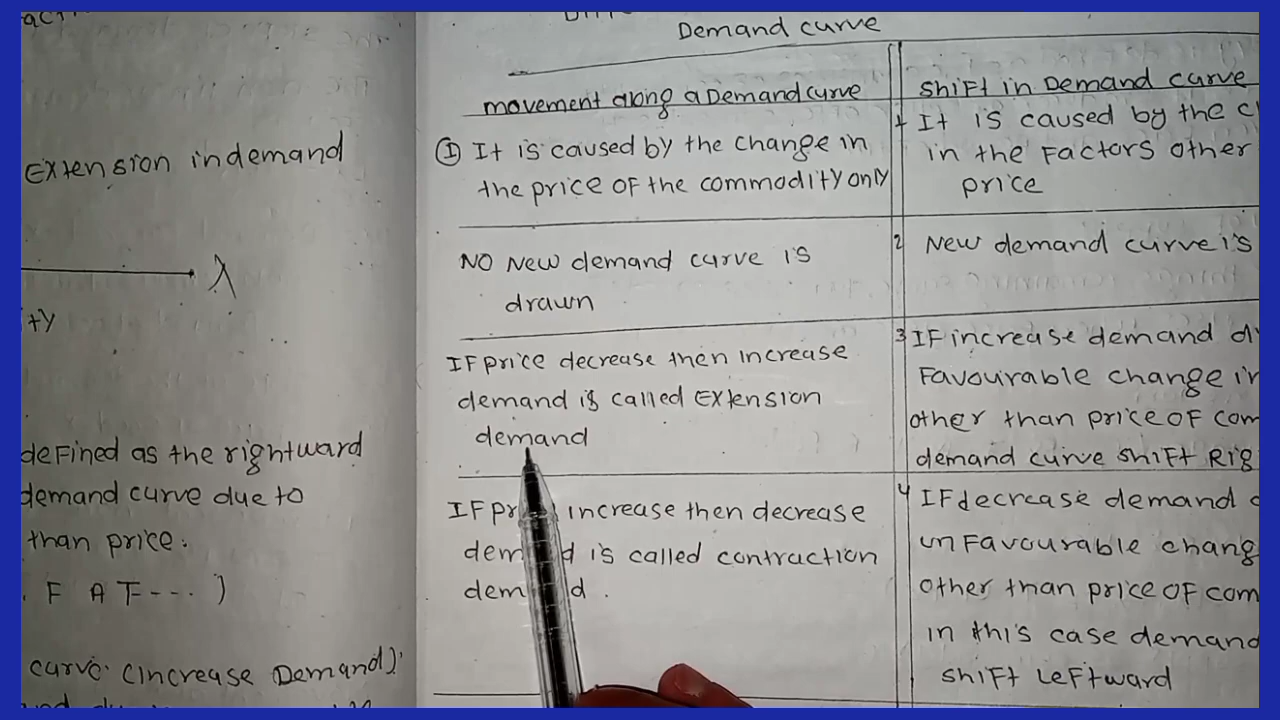 EXtension in demand
λ
ty
deFined as the rightward
demand curve due to
than price.
F A T --- )
curve. (increase Demand).
Demand curve
movement along a Demand curve
① It is caused by the change in
the price OF the commodity only
NO New demand curve is
drawn
IF price decrease then increase
demand is called EXtension
demand
IF increase then decrease
is called contraction
shiFt in Demand curve
1 It is caused by the
in the Factors other
price
2 New demand curve is
3 IF increase demand
Favourable change
other than price OF
demand curve shiFt
4 IF decrease demand
unFavourable
other than price OF
in this case demand
shiFt LeFtward